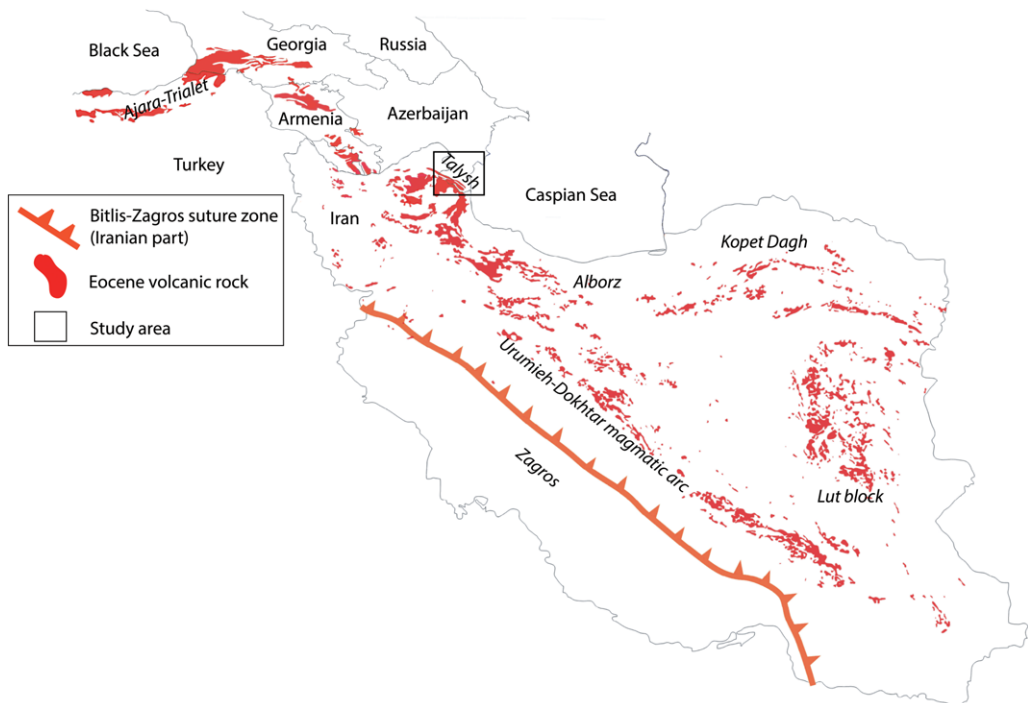 Black Sea
Georgia
Russia
Ajara-Trialet
Armenia
Azerbaijan
Turkey
Talysh
Caspian Sea
Iran
Kopet Dagh
Alborz
Urumieh-Dokhtar magmatic arc
Zagros
Lut block
Bitlis-Zagros suture zone
(Iranian part)
Eocene volcanic rock
Study area